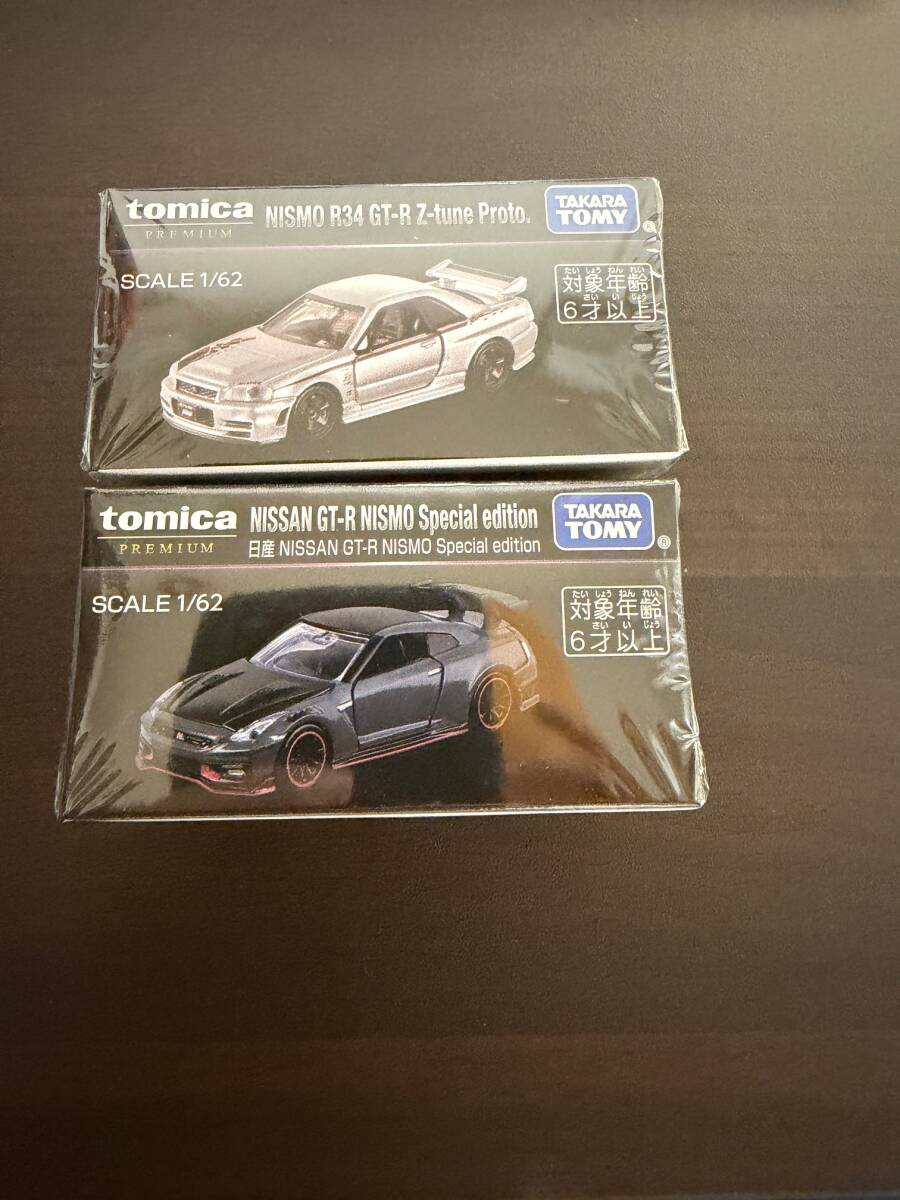 tomica
PREMIUM
NISMO R34 GT-R Z-tune Proto.
TAKARA
TOMY
®
SCALE 1/62
たいしょうねんれい
対象年齢
さいいじょう
6才以上
tomica
PREMIUM
NISSAN GT-R NISMO Special edition
日産 NISSAN GT-R NISMO Special edition
TAKARA
TOMY
®
SCALE 1/62
たいしょうねんれい
対象年齢
さいいじょう
6才以上